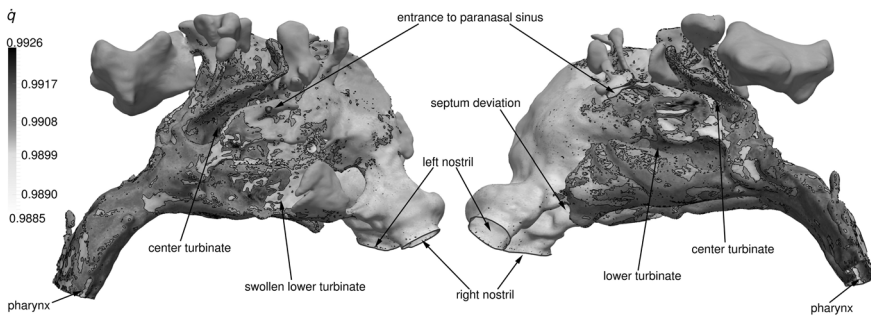 q̇
0.9926
0.9917
0.9908
0.9899
0.9890
0.9885
entrance to paranasal sinus
septum deviation
left nostril
center turbinate
swollen lower turbinate
pharynx
right nostril
lower turbinate
center turbinate
pharynx